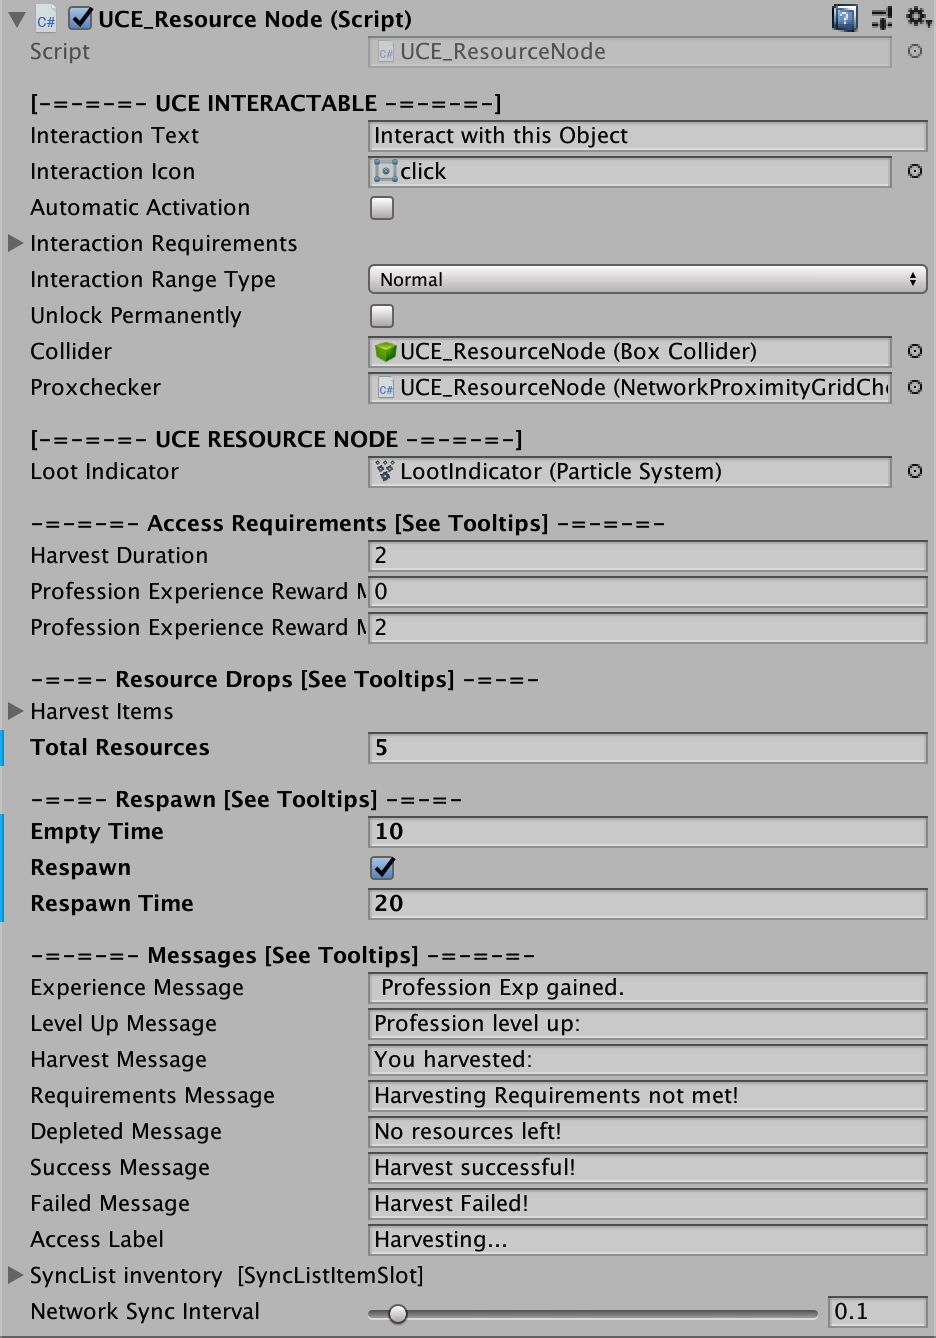 UCE_Resource Node (Script)
Script UCE_ResourceNode
[-=-=-=- UCE INTERACTABLE -=-=-=-]
Interaction Text Interact with this Object
Interaction Icon click
Automatic Activation
Interaction Requirements
Interaction Range Type Normal
Unlock Permanently
Collider UCE_ResourceNode (Box Collider)
Proxchecker UCE_ResourceNode (NetworkProximityGridChe
[-=-=-=- UCE RESOURCE NODE -=-=-=-]
Loot Indicator LootIndicator (Particle System)
-=-=-=- Access Requirements [See Tooltips] -=-=-=-
Harvest Duration 2
Profession Experience Reward M 0
Profession Experience Reward M 2
-=-=- Resource Drops [See Tooltips] -=-=-
Harvest Items
Total Resources 5
-=-=- Respawn [See Tooltips] -=-=-
Empty Time 10
Respawn
Respawn Time 20
-=-=-=- Messages [See Tooltips] -=-=-=-
Experience Message Profession Exp gained.
Level Up Message Profession level up:
Harvest Message You harvested:
Requirements Message Harvesting Requirements not met!
Depleted Message No resources left!
Success Message Harvest successful!
Failed Message Harvest Failed!
Access Label Harvesting...
SyncList inventory [SyncListItemSlot]
Network Sync Interval 0.1